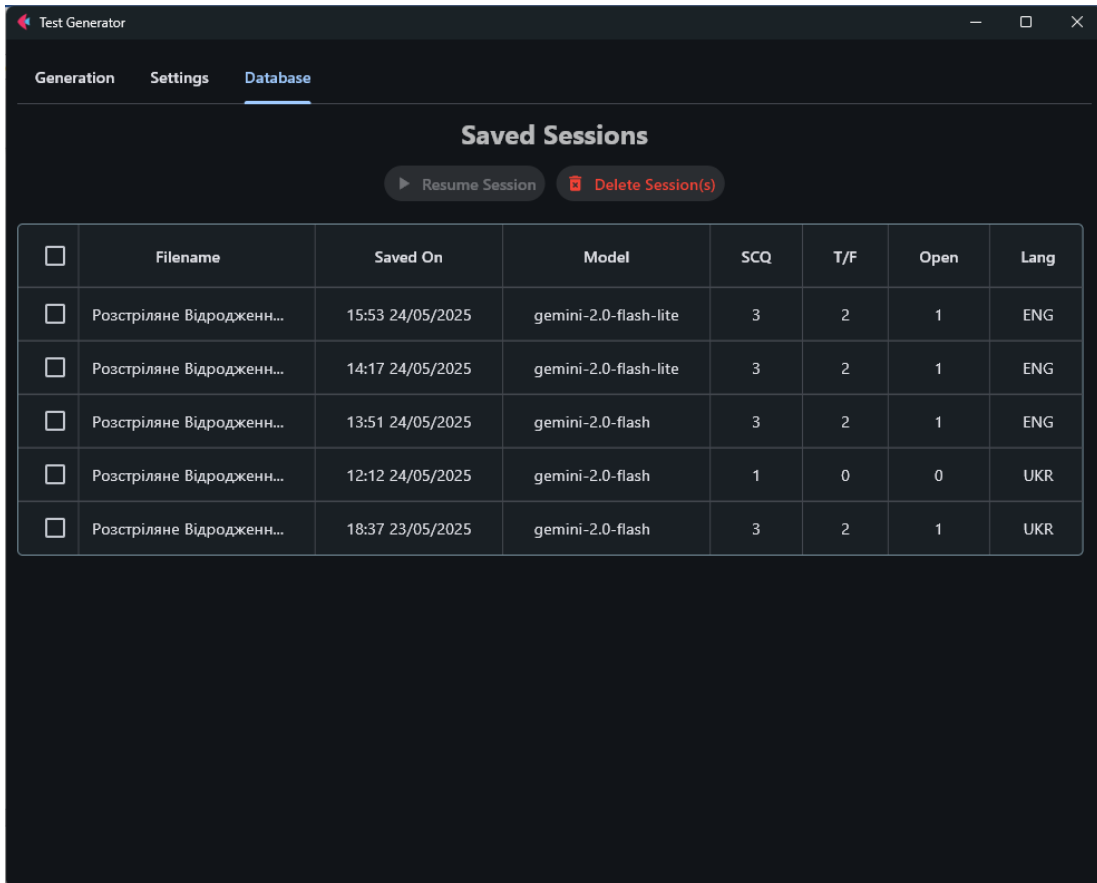 Test Generator
Generation Settings Database
Saved Sessions
Resume Session Delete Session(s)
Filename Saved On Model SCQ T/F Open Lang
Розстріляне Відродженн... 15:53 24/05/2025 gemini-2.0-flash-lite 3 2 1 ENG
Розстріляне Відродженн... 14:17 24/05/2025 gemini-2.0-flash-lite 3 2 1 ENG
Розстріляне Відродженн... 13:51 24/05/2025 gemini-2.0-flash 3 2 1 ENG
Розстріляне Відродженн... 12:12 24/05/2025 gemini-2.0-flash 1 0 0 UKR
Розстріляне Відродженн... 18:37 23/05/2025 gemini-2.0-flash 3 2 1 UKR